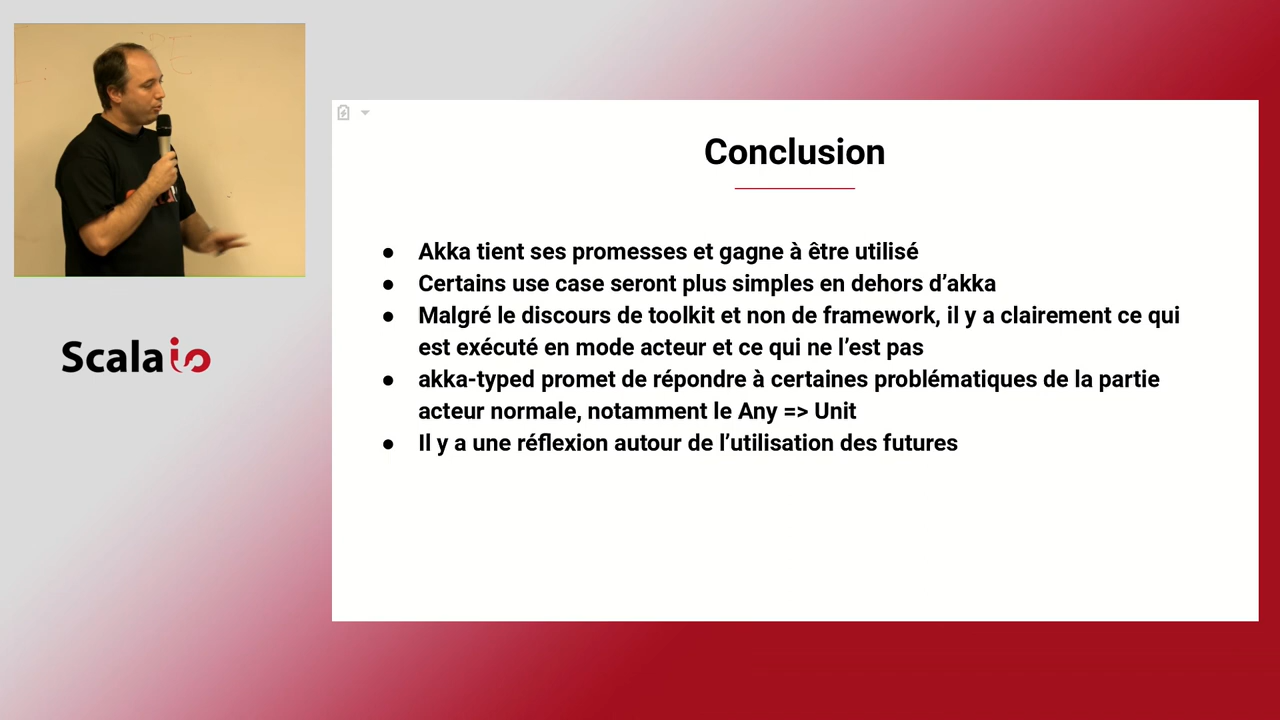 Conclusion
● Akka tient ses promesses et gagne à être utilisé
● Certains use case seront plus simples en dehors d’akka
● Malgré le discours de toolkit et non de framework, il y a clairement ce qui
est exécuté en mode acteur et ce qui ne l’est pas
● akka-typed promet de répondre à certaines problématiques de la partie
acteur normale, notamment le Any => Unit
● Il y a une réflexion autour de l’utilisation des futures
Scalaio